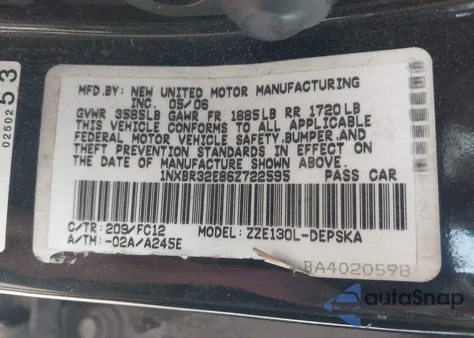 02502 53
MFD.BY: NEW UNITED MOTOR MANUFACTURING
INC. 05/06
GVWR 3585LB GAWR FR 1885LB RR 1720LB
THIS VEHICLE CONFORMS TO ALL APPLICABLE
FEDERAL MOTOR VEHICLE SAFETY,BUMPER,AND
THEFT PREVENTION STANDARDS IN EFFECT ON
THE DATE OF MANUFACTURE SHOWN ABOVE.
1NXBR32E86Z722595 PASS CAR
C/TR: 209/FC12 MODEL: ZZE130L-DEPSKA
A/TM: -02A/A245E
BA4020598
autoSnap